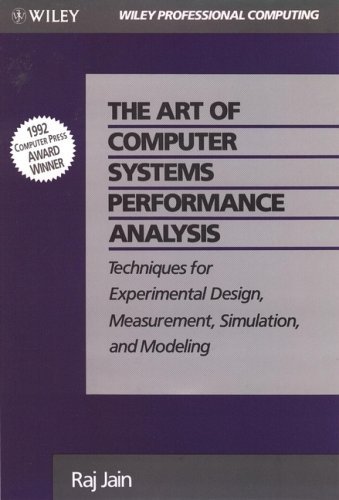 WILEY
WILEY PROFESSIONAL COMPUTING
1992
COMPUTER PRESS
AWARD
WINNER
THE ART OF
COMPUTER
SYSTEMS
PERFORMANCE
ANALYSIS
Techniques for
Experimental Design,
Measurement, Simulation,
and Modeling
Raj Jain